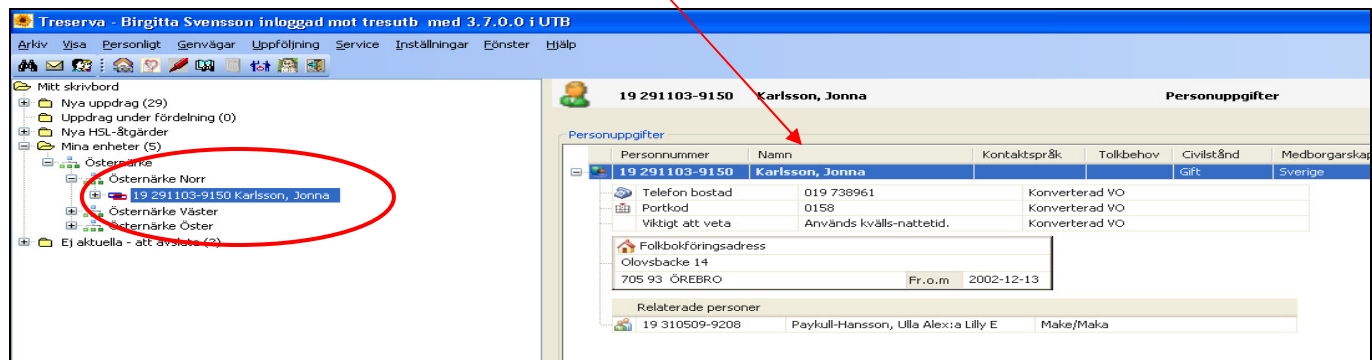 Treserva - Birgitta Svensson inloggad mot tresutb med 3.7.0.0 i UTB
Arkiv Visa Personligt Genvägar Uppföljning Service Inställningar Fönster Hjälp
Mitt skrivbord
Nya uppdrag (29)
Uppdrag under fördelning (0)
Nya HSL-åtgärder
Mina enheter (5)
Östernärke
Östernärke Norr
19 291103-9150 Karlsson, Jonna
Östernärke Väster
Östernärke Öster
Ej aktuella - att avsluta (2)
19 291103-9150 Karlsson, Jonna Personuppgifter
Personuppgifter
Personnummer Namn Kontaktspråk Tolkbehov Civilstånd Medborgarskap
19 291103-9150 Karlsson, Jonna Gift Sverige
Telefon bostad 019 738961 Konverterad VO
Portkod 0158 Konverterad VO
Viktigt att veta Används kvälls-nattetid. Konverterad VO
Folkbokföringsadress
Olovsbacke 14
705 93 ÖREBRO Fr.o.m 2002-12-13
Relaterade personer
19 310509-9208 Paykull-Hansson, Ulla Alex:a Lilly E Make/Maka